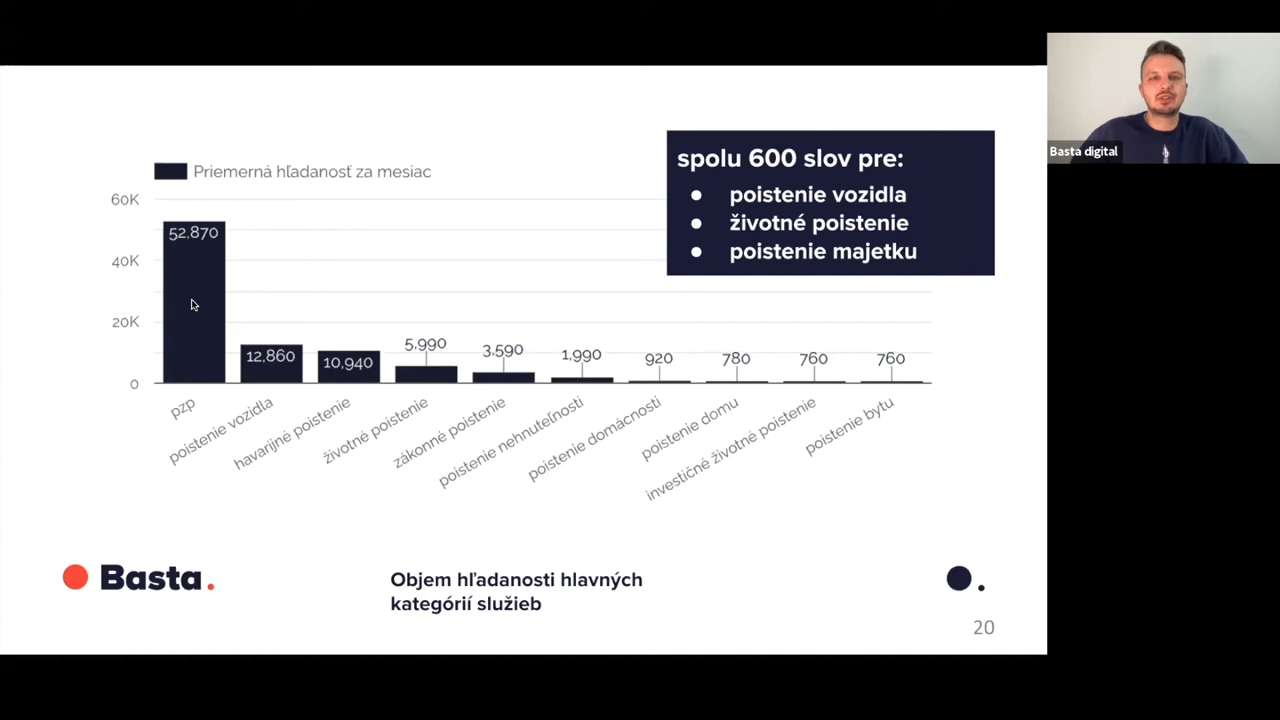 Basta digital
spolu 600 slov pre:
● poistenie vozidla
● životné poistenie
● poistenie majetku
Priemerná hľadanosť za mesiac
60K
40K
20K
0
52,870
12,860
10,940
5,990
3,590
1,990
920
780
760
760
pzp
poistenie vozidla
havarijné poistenie
životné poistenie
zákonné poistenie
poistenie nehnuteľnosti
poistenie domácnosti
poistenie domu
investičné životné poistenie
poistenie bytu
Basta.
Objem hľadanosti hlavných
kategórií služieb
20